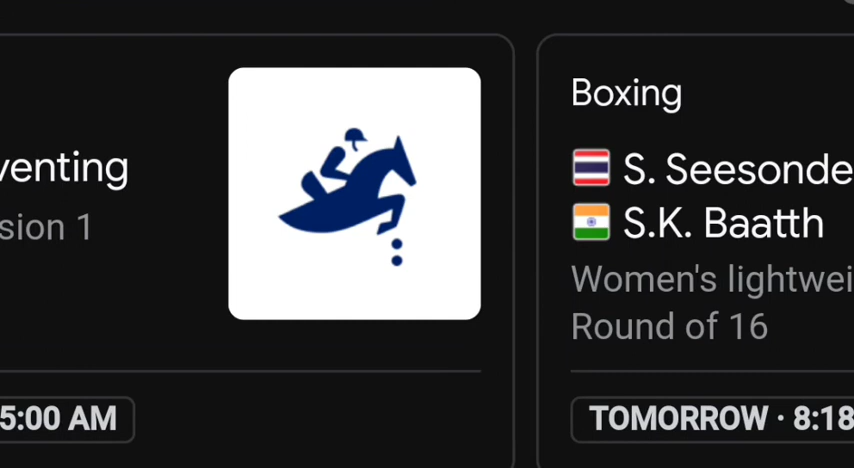 venting
sion 1
5:00 AM
Boxing
S. Seesonde
S.K. Baatth
Women's lightwei
Round of 16
TOMORROW · 8:18